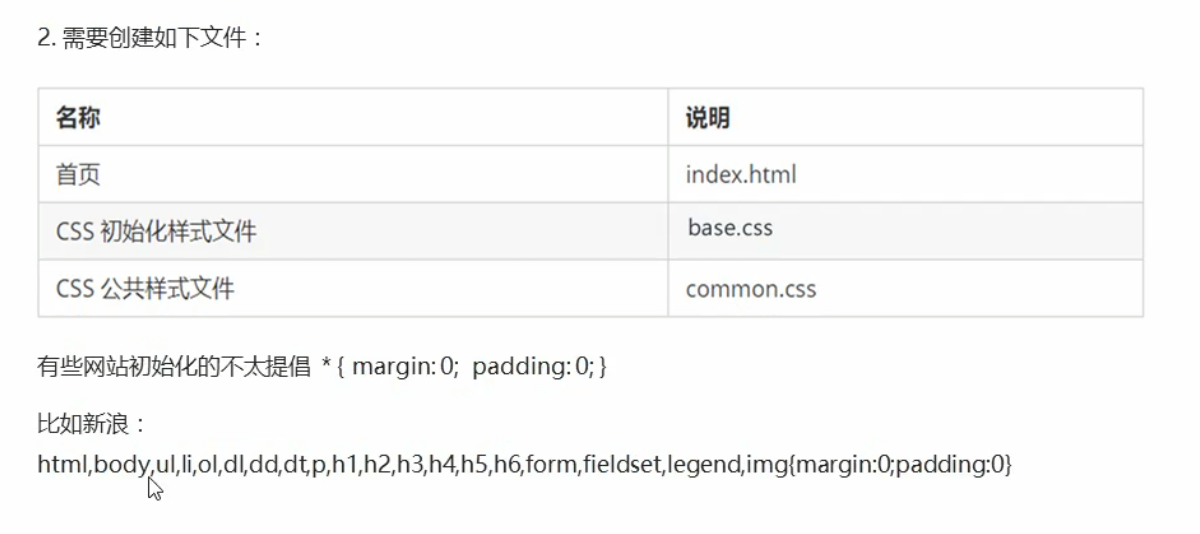 2. 需要创建如下文件：
名称 说明
首页 index.html
CSS 初始化样式文件 base.css
CSS 公共样式文件 common.css
有些网站初始化的不太提倡 * { margin: 0; padding: 0; }
比如新浪：
html,body,ul,li,ol,dl,dd,dt,p,h1,h2,h3,h4,h5,h6,form,fieldset,legend,img{margin:0;padding:0}